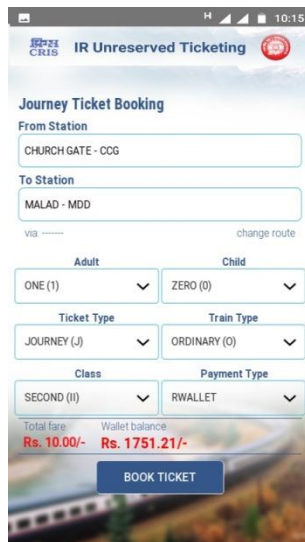 H 10:15
क्रिस
CRIS
IR Unreserved Ticketing
Journey Ticket Booking
From Station
CHURCH GATE - CCG
To Station
MALAD - MDD
via -------
change route
Adult Child
ONE (1) ZERO (0)
Ticket Type Train Type
JOURNEY (J) ORDINARY (O)
Class Payment Type
SECOND (II) RWALLET
Total fare Wallet balance
Rs. 10.00/- Rs. 1751.21/-
BOOK TICKET